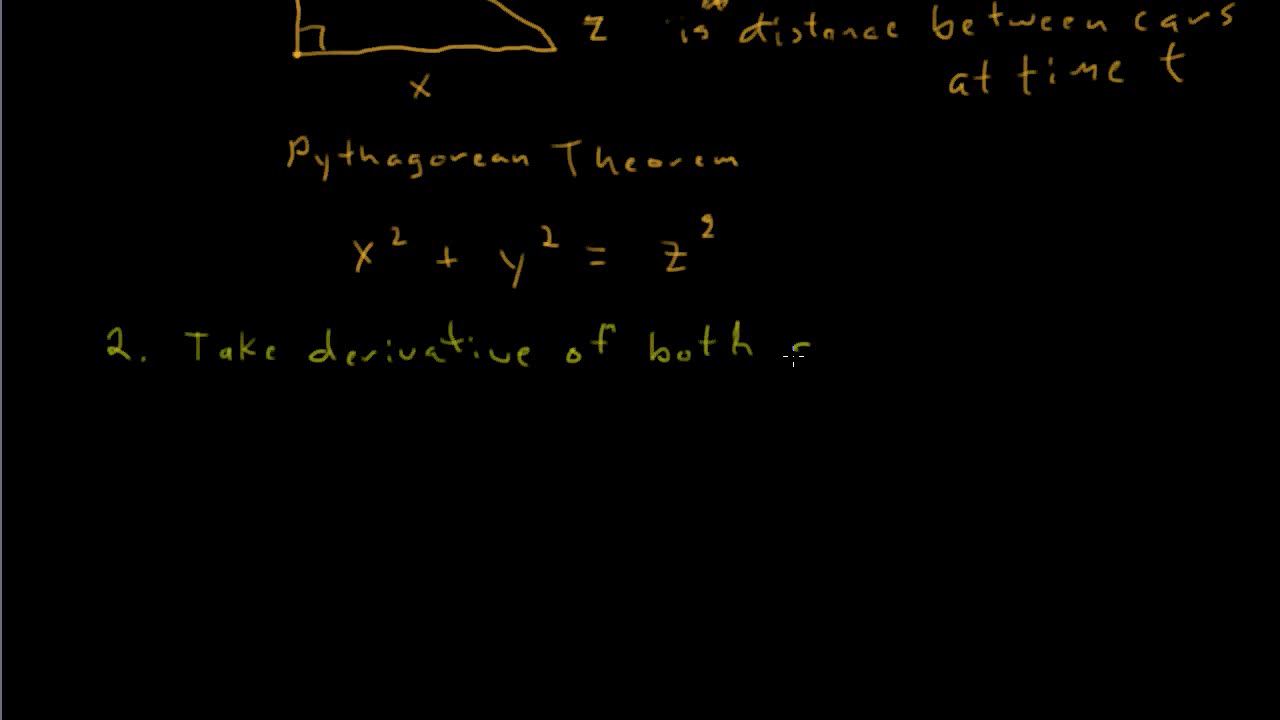 z is distance between cars
at time t
x
Pythagorean Theorem
x² + y² = z²
2. Take derivative of both